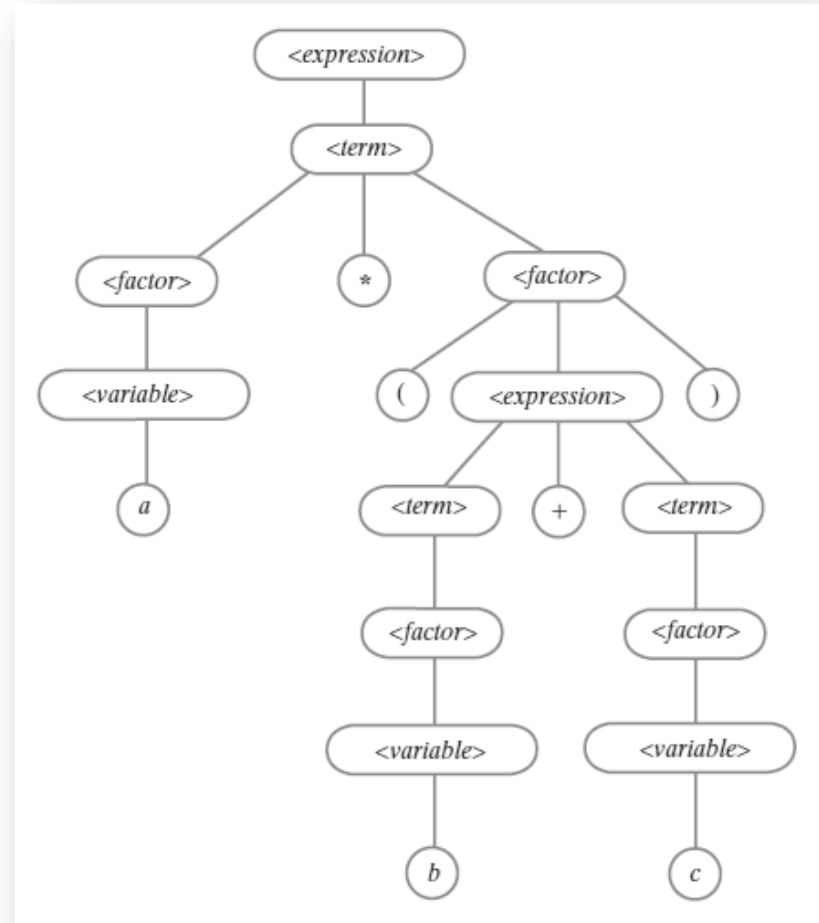 <expression>
<term>
<factor> * <factor>
<variable> ( <expression> )
a <term> + <term>
<factor> <factor>
<variable> <variable>
b c